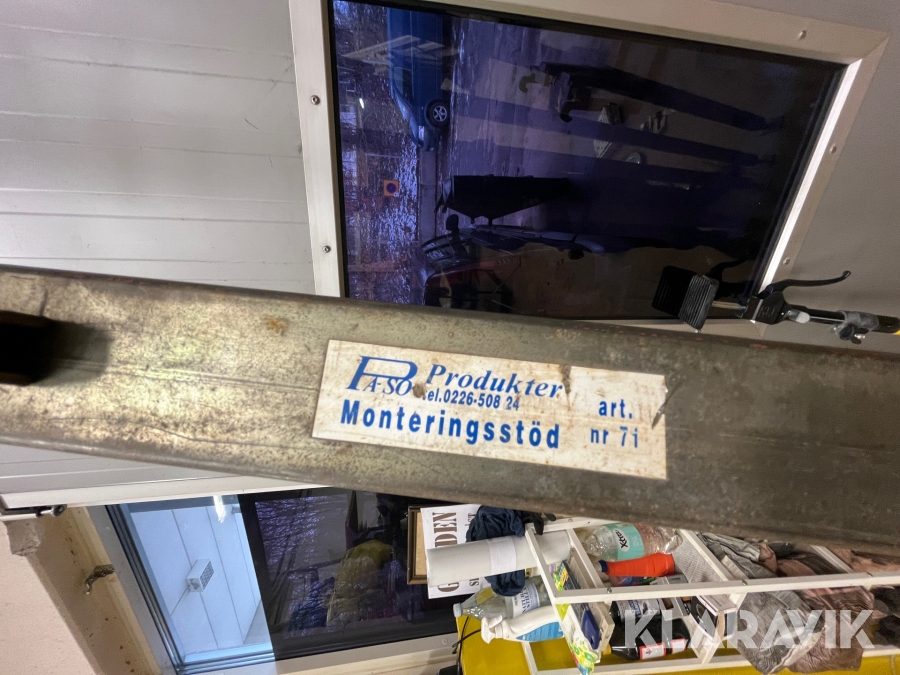 PA-SO Produkter
tel.0226-508 24
Monteringsstöd
art.
nr 71
KLARAVIK